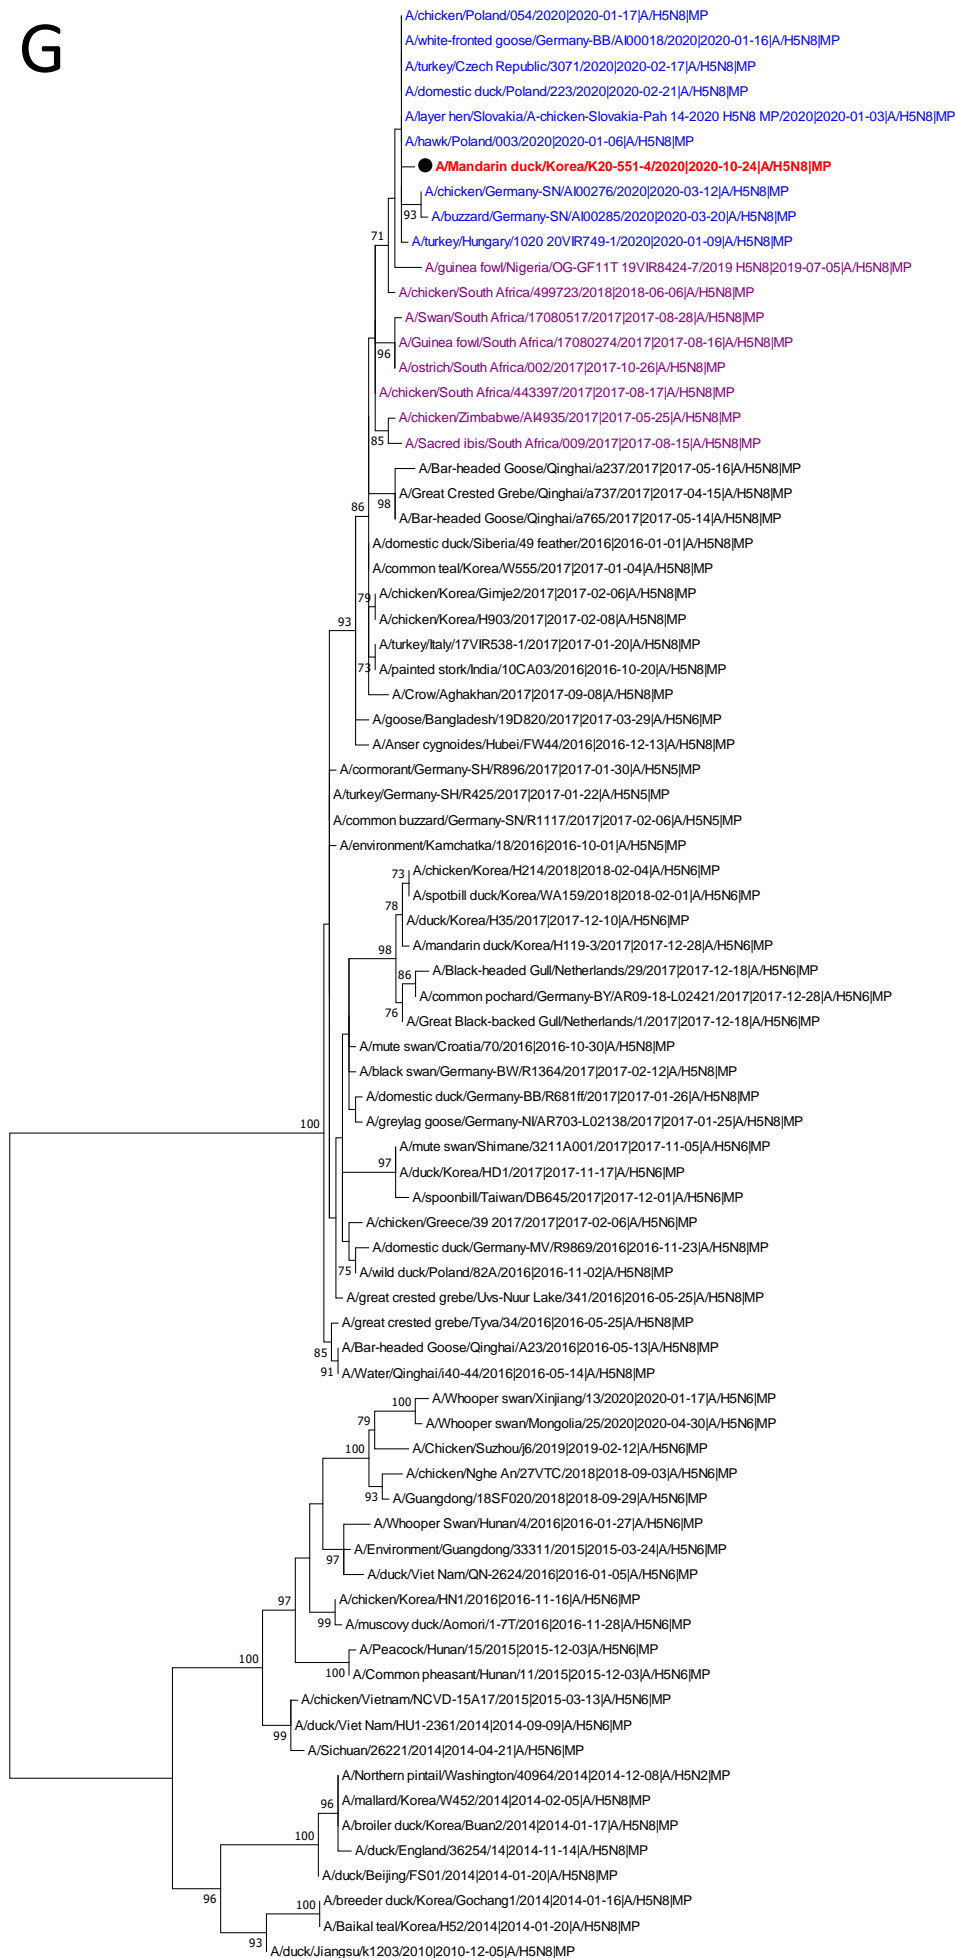 G
A/chicken/Poland/054/2020|2020-01-17|A/H5N8|MP
A/white-fronted goose/Germany-BB/AI00018/2020|2020-01-16|A/H5N8|MP
A/turkey/Czech Republic/3071/2020|2020-02-17|A/H5N8|MP
A/domestic duck/Poland/223/2020|2020-02-21|A/H5N8|MP
A/layer hen/Slovakia/A-chicken-Slovakia-Pah 14-2020 H5N8 MP/2020|2020-01-03|A/H5N8|MP
A/hawk/Poland/003/2020|2020-01-06|A/H5N8|MP
A/Mandarin duck/Korea/K20-551-4/2020|2020-10-24|A/H5N8|MP
A/chicken/Germany-SN/AI00276/2020|2020-03-12|A/H5N8|MP
93
A/buzzard/Germany-SN/AI00285/2020|2020-03-20|A/H5N8|MP
71
A/turkey/Hungary/1020 20VIR749-1/2020|2020-01-09|A/H5N8|MP
A/guinea fowl/Nigeria/OG-GF11T 19VIR8424-7/2019 H5N8|2019-07-05|A/H5N8|MP
A/chicken/South Africa/499723/2018|2018-06-06|A/H5N8|MP
A/Swan/South Africa/17080517/2017|2017-08-28|A/H5N8|MP
A/Guinea fowl/South Africa/17080274/2017|2017-08-16|A/H5N8|MP
96
A/ostrich/South Africa/002/2017|2017-10-26|A/H5N8|MP
A/chicken/South Africa/443397/2017|2017-08-17|A/H5N8|MP
A/chicken/Zimbabwe/AI4935/2017|2017-05-25|A/H5N8|MP
85
A/Sacred ibis/South Africa/009/2017|2017-08-15|A/H5N8|MP
A/Bar-headed Goose/Qinghai/a237/2017|2017-05-16|A/H5N8|MP
A/Great Crested Grebe/Qinghai/a737/2017|2017-04-15|A/H5N8|MP
98
86
A/Bar-headed Goose/Qinghai/a765/2017|2017-05-14|A/H5N8|MP
A/domestic duck/Siberia/49 feather/2016|2016-01-01|A/H5N8|MP
A/common teal/Korea/W555/2017|2017-01-04|A/H5N8|MP
A/chicken/Korea/Gimje2/2017|2017-02-06|A/H5N8|MP
79
A/chicken/Korea/H903/2017|2017-02-08|A/H5N8|MP
93
A/turkey/Italy/17VIR538-1/2017|2017-01-20|A/H5N8|MP
73
A/painted stork/India/10CA03/2016|2016-10-20|A/H5N8|MP
A/Crow/Aghakhan/2017|2017-09-08|A/H5N8|MP
A/goose/Bangladesh/19D820/2017|2017-03-29|A/H5N6|MP
A/Anser cygnoides/Hubei/FW44/2016|2016-12-13|A/H5N8|MP
A/cormorant/Germany-SH/R896/2017|2017-01-30|A/H5N5|MP
A/turkey/Germany-SH/R425/2017|2017-01-22|A/H5N5|MP
A/common buzzard/Germany-SN/R1117/2017|2017-02-06|A/H5N5|MP
A/environment/Kamchatka/18/2016|2016-10-01|A/H5N5|MP
73
A/chicken/Korea/H214/2018|2018-02-04|A/H5N6|MP
A/spotbill duck/Korea/WA159/2018|2018-02-01|A/H5N6|MP
78
A/duck/Korea/H35/2017|2017-12-10|A/H5N6|MP
98
A/mandarin duck/Korea/H119-3/2017|2017-12-28|A/H5N6|MP
86
A/Black-headed Gull/Netherlands/29/2017|2017-12-18|A/H5N6|MP
A/common pochard/Germany-BY/AR09-18-L02421/2017|2017-12-28|A/H5N6|MP
76
A/Great Black-backed Gull/Netherlands/1/2017|2017-12-18|A/H5N6|MP
A/mute swan/Croatia/70/2016|2016-10-30|A/H5N8|MP
A/black swan/Germany-BW/R1364/2017|2017-02-12|A/H5N8|MP
A/domestic duck/Germany-BB/R681ff/2017|2017-01-26|A/H5N8|MP
A/greylag goose/Germany-NI/AR703-L02138/2017|2017-01-25|A/H5N8|MP
100
A/mute swan/Shimane/3211A001/2017|2017-11-05|A/H5N6|MP
97
A/duck/Korea/HD1/2017|2017-11-17|A/H5N6|MP
A/spoonbill/Taiwan/DB645/2017|2017-12-01|A/H5N6|MP
A/chicken/Greece/39 2017/2017|2017-02-06|A/H5N6|MP
A/domestic duck/Germany-MV/R9869/2016|2016-11-23|A/H5N8|MP
75
A/wild duck/Poland/82A/2016|2016-11-02|A/H5N8|MP
A/great crested grebe/Uvs-Nuur Lake/341/2016|2016-05-25|A/H5N8|MP
A/great crested grebe/Tyva/34/2016|2016-05-25|A/H5N8|MP
85
A/Bar-headed Goose/Qinghai/A23/2016|2016-05-13|A/H5N8|MP
91
A/Water/Qinghai/i40-44/2016|2016-05-14|A/H5N8|MP
100
A/Whooper swan/Xinjiang/13/2020|2020-01-17|A/H5N6|MP
79
A/Whooper swan/Mongolia/25/2020|2020-04-30|A/H5N6|MP
100
A/Chicken/Suzhou/j6/2019|2019-02-12|A/H5N6|MP
A/chicken/Nghe An/27VTC/2018|2018-09-03|A/H5N6|MP
93
A/Guangdong/18SF020/2018|2018-09-29|A/H5N6|MP
A/Whooper Swan/Hunan/4/2016|2016-01-27|A/H5N6|MP
A/Environment/Guangdong/33311/2015|2015-03-24|A/H5N6|MP
97
A/duck/Viet Nam/QN-2624/2016|2016-01-05|A/H5N6|MP
97
A/chicken/Korea/HN1/2016|2016-11-16|A/H5N6|MP
99
A/muscovy duck/Aomori/1-7T/2016|2016-11-28|A/H5N6|MP
A/Peacock/Hunan/15/2015|2015-12-03|A/H5N6|MP
100
100
A/Common pheasant/Hunan/11/2015|2015-12-03|A/H5N6|MP
A/chicken/Vietnam/NCVD-15A17/2015|2015-03-13|A/H5N6|MP
A/duck/Viet Nam/HU1-2361/2014|2014-09-09|A/H5N6|MP
99
A/Sichuan/26221/2014|2014-04-21|A/H5N6|MP
A/Northern pintail/Washington/40964/2014|2014-12-08|A/H5N2|MP
96
A/mallard/Korea/W452/2014|2014-02-05|A/H5N8|MP
A/broiler duck/Korea/Buan2/2014|2014-01-17|A/H5N8|MP
100
A/duck/England/36254/14|2014-11-14|A/H5N8|MP
A/duck/Beijing/FS01/2014|2014-01-20|A/H5N8|MP
96
A/breeder duck/Korea/Gochang1/2014|2014-01-16|A/H5N8|MP
100
A/Baikal teal/Korea/H52/2014|2014-01-20|A/H5N8|MP
93
A/duck/Jiangsu/k1203/2010|2010-12-05|A/H5N8|MP